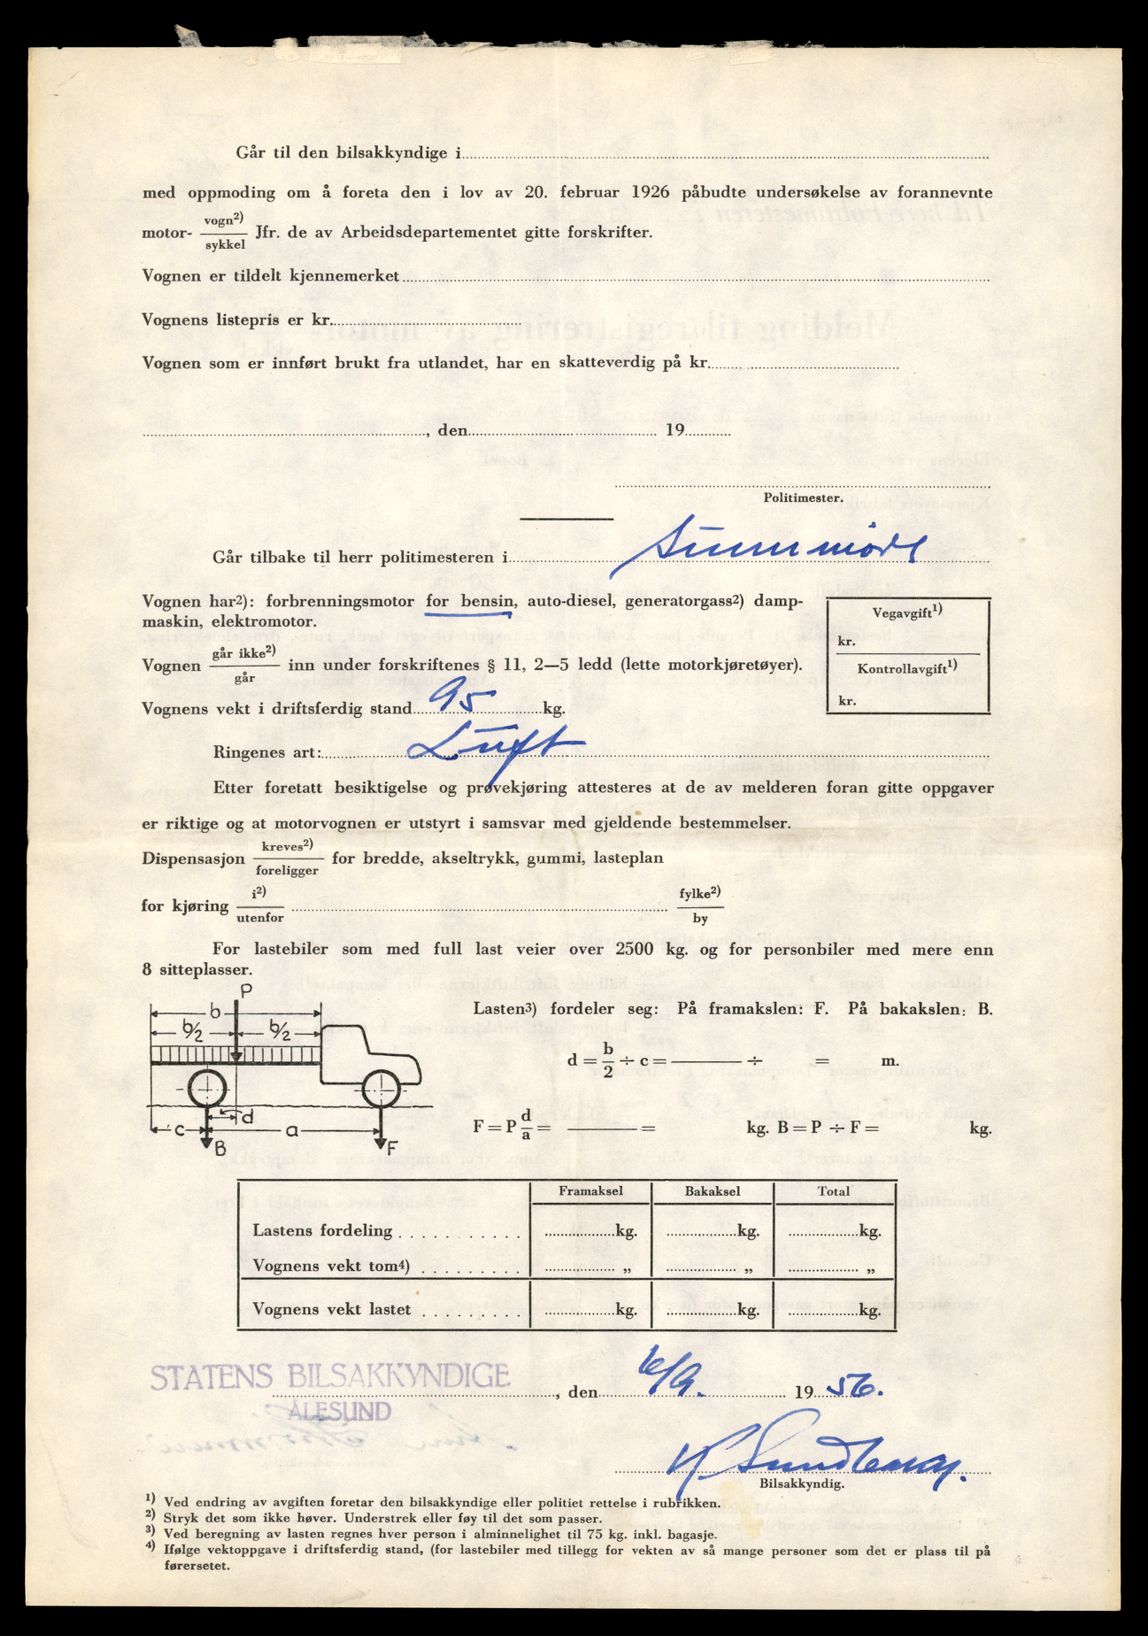 Går til den bilsakkyndige i
med oppmoding om å foreta den i lov av 20. februar 1926 påbudte undersøkelse av forannevnte
motor- vogn2) / sykkel Jfr. de av Arbeidsdepartementet gitte forskrifter.
Vognen er tildelt kjennemerket
Vognens listepris er kr.
Vognen som er innført brukt fra utlandet, har en skatteverdig på kr.
, den 19
Politimester.
Går tilbake til herr politimesteren i Sunnmøre
Vognen har2): forbrenningsmotor for bensin, auto-diesel, generatorgass2) damp-
maskin, elektromotor.
Vegavgift1)
kr.
Kontrollavgift1)
kr.
Vognen går ikke2) / går inn under forskriftenes § 11, 2—5 ledd (lette motorkjøretøyer).
Vognens vekt i driftsferdig stand 95 kg.
Ringenes art: Luft
Etter foretatt besiktigelse og prøvekjøring attesteres at de av melderen foran gitte oppgaver
er riktige og at motorvognen er utstyrt i samsvar med gjeldende bestemmelser.
Dispensasjon kreves2) / foreligger for bredde, akseltrykk, gummi, lasteplan
for kjøring i2) / utenfor fylke2) / by
For lastebiler som med full last veier over 2500 kg. og for personbiler med mere enn
8 sitteplasser.
P
b
b/2 b/2
d
c a
B F
Lasten3) fordeler seg: På framakslen: F. På bakakslen: B.
d = b/2 ÷ c = ——— ÷ = m.
F = P d/a = ——— = kg. B = P ÷ F = kg.
Framaksel Bakaksel Total
Lastens fordeling kg. kg. kg.
Vognens vekt tom4) „ „ „
Vognens vekt lastet kg. kg. kg.
STATENS BILSAKKYNDIGE
ÅLESUND
, den 6/9. 19 56.
Bilsakkyndig.
1) Ved endring av avgiften foretar den bilsakkyndige eller politiet rettelse i rubrikken.
2) Stryk det som ikke høver. Understrek eller føy til det som passer.
3) Ved beregning av lasten regnes hver person i alminnelighet til 75 kg. inkl. bagasje.
4) Ifølge vektoppgave i driftsferdig stand, (for lastebiler med tillegg for vekten av så mange personer som det er plass til på
førersetet.